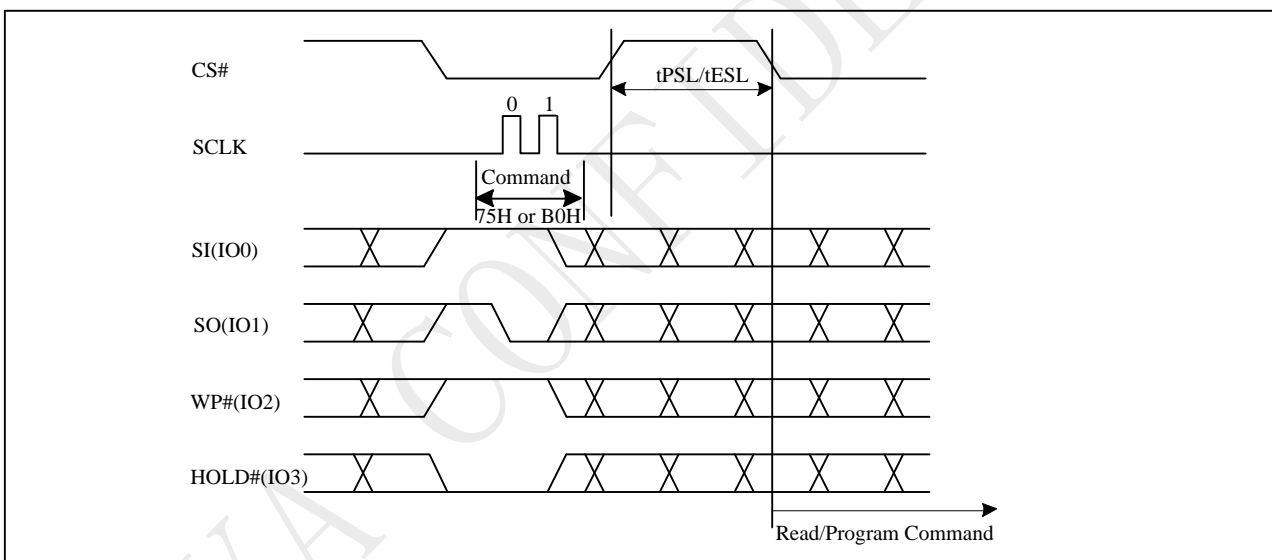 CS#
tPSL/tESL
0 1
SCLK
Command
75H or B0H
SI(IO0)
SO(IO1)
WP#(IO2)
HOLD#(IO3)
Read/Program Command